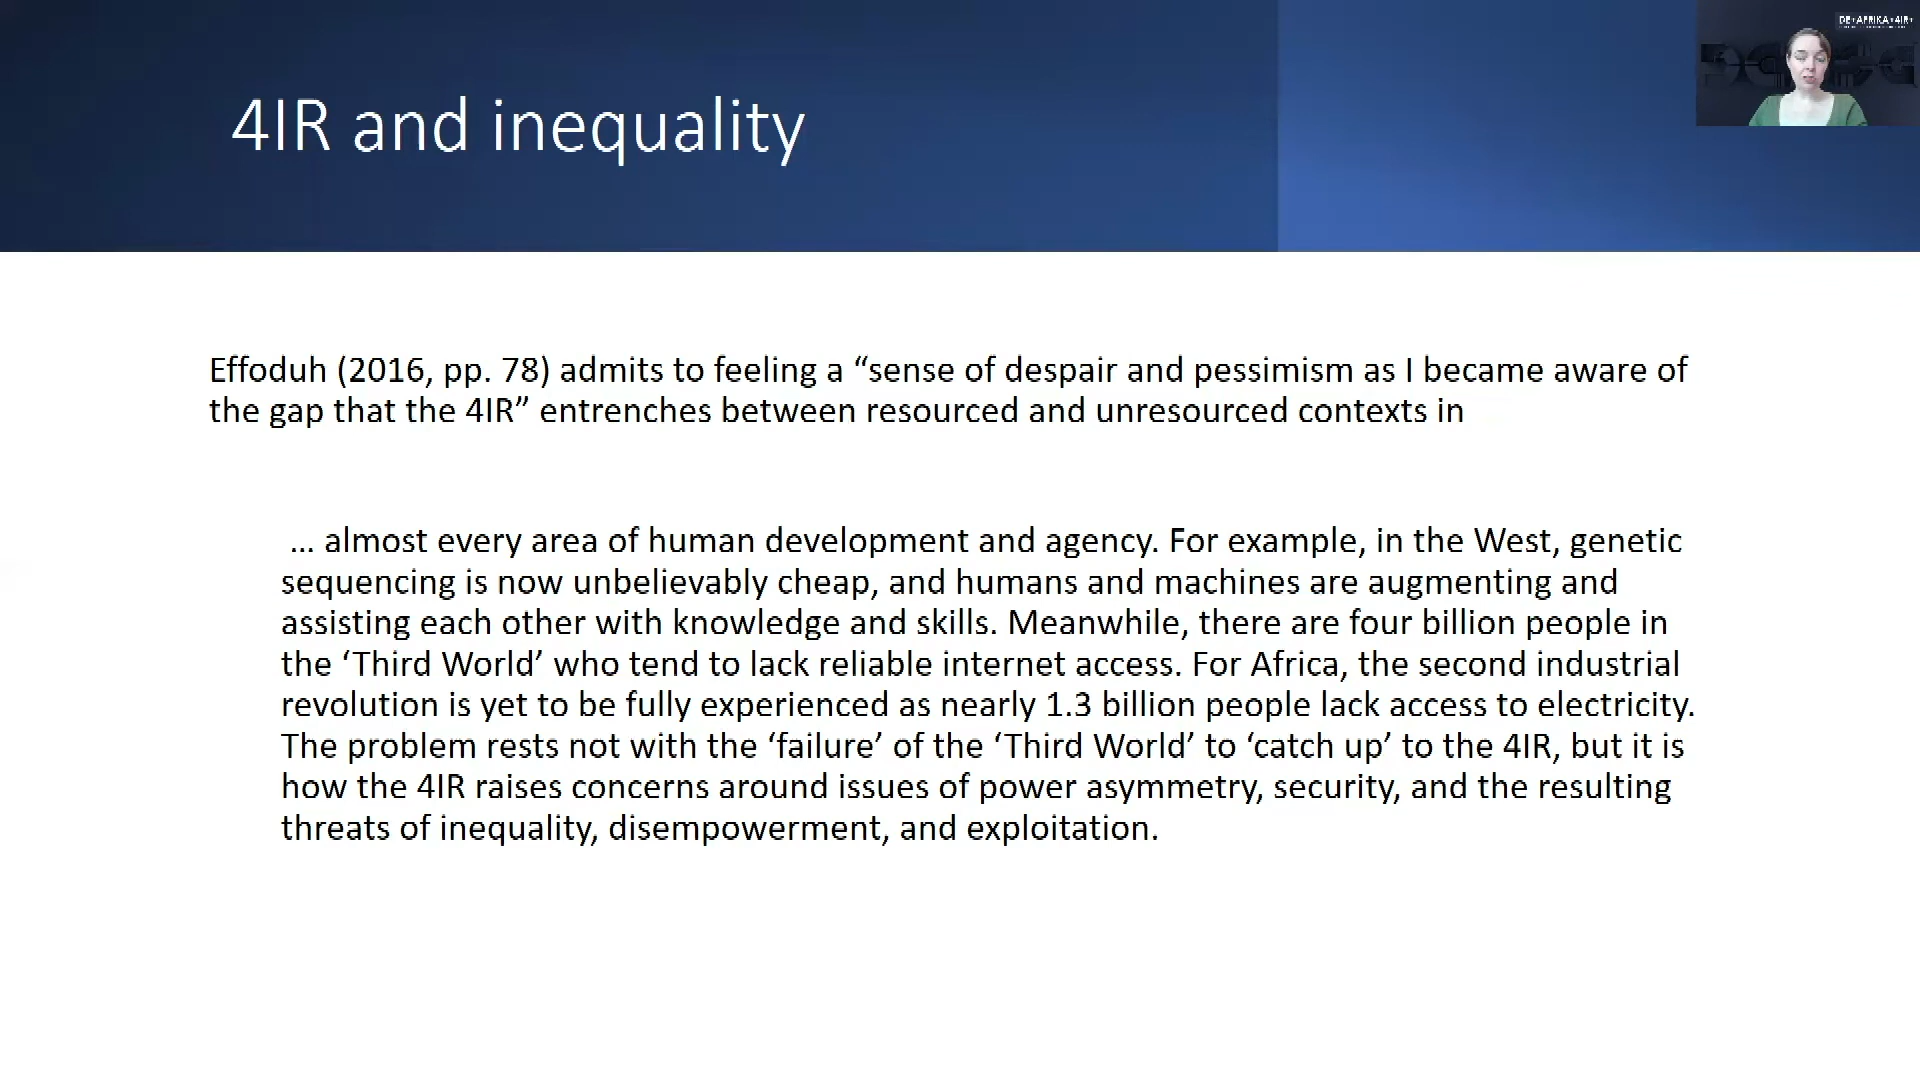 DE+AFRIKA+4IR+
4IR and inequality
Effoduh (2016, pp. 78) admits to feeling a “sense of despair and pessimism as I became aware of
the gap that the 4IR” entrenches between resourced and unresourced contexts in
… almost every area of human development and agency. For example, in the West, genetic
sequencing is now unbelievably cheap, and humans and machines are augmenting and
assisting each other with knowledge and skills. Meanwhile, there are four billion people in
the ‘Third World’ who tend to lack reliable internet access. For Africa, the second industrial
revolution is yet to be fully experienced as nearly 1.3 billion people lack access to electricity.
The problem rests not with the ‘failure’ of the ‘Third World’ to ‘catch up’ to the 4IR, but it is
how the 4IR raises concerns around issues of power asymmetry, security, and the resulting
threats of inequality, disempowerment, and exploitation.